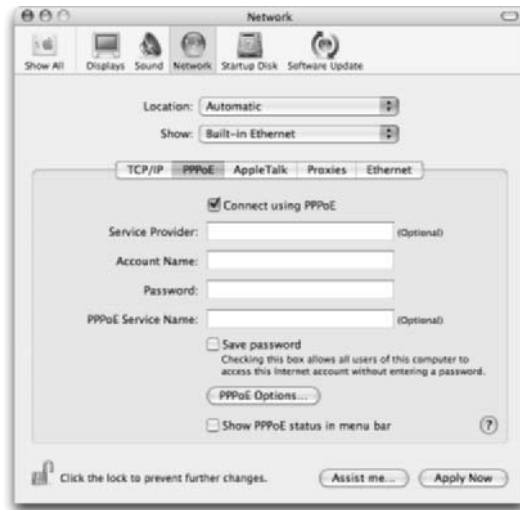 Network
Show All Displays Sound Network Startup Disk Software Update
Location: Automatic
Show: Built-in Ethernet
TCP/IP PPPoE AppleTalk Proxies Ethernet
Connect using PPPoE
Service Provider: (Optional)
Account Name:
Password:
PPPoE Service Name: (Optional)
Save password
Checking this box allows all users of this computer to
access this Internet account without entering a password.
PPPoE Options...
Show PPPoE status in menu bar ?
Click the lock to prevent further changes. Assist me... Apply Now